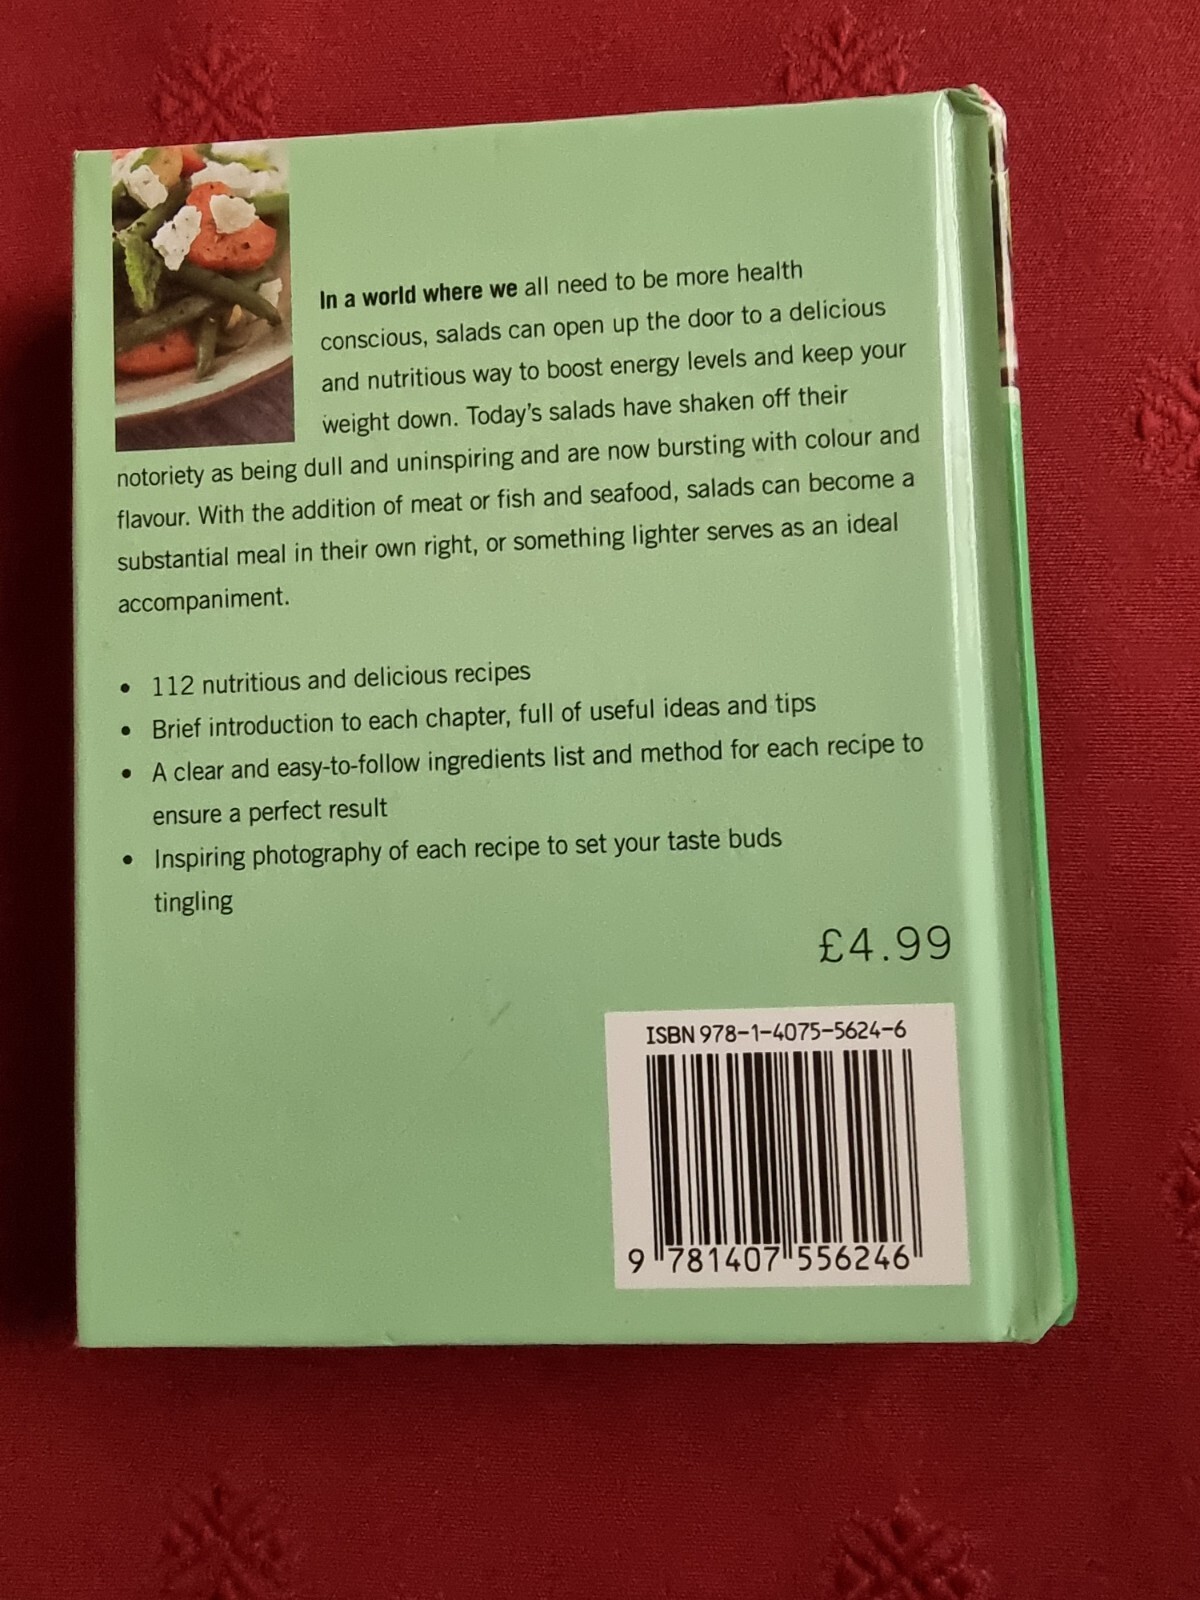 In a world where we all need to be more health
conscious, salads can open up the door to a delicious
and nutritious way to boost energy levels and keep your
weight down. Today's salads have shaken off their
notoriety as being dull and uninspiring and are now bursting with colour and
flavour. With the addition of meat or fish and seafood, salads can become a
substantial meal in their own right, or something lighter serves as an ideal
accompaniment.
• 112 nutritious and delicious recipes
• Brief introduction to each chapter, full of useful ideas and tips
• A clear and easy-to-follow ingredients list and method for each recipe to
ensure a perfect result
• Inspiring photography of each recipe to set your taste buds
tingling
£4.99
ISBN 978-1-4075-5624-6
9 781407 556246